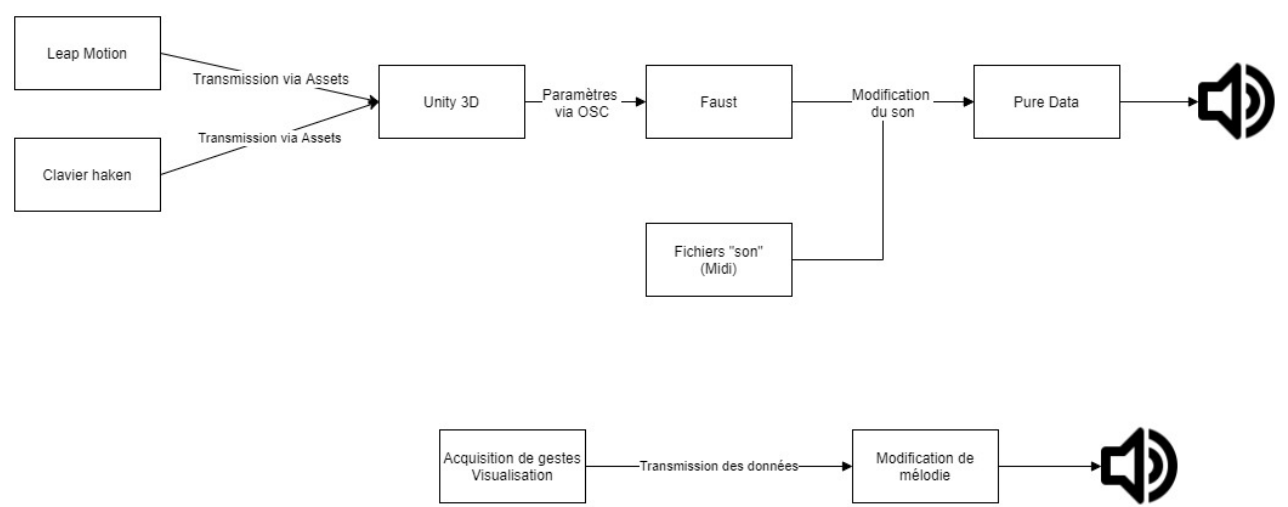 Leap Motion
Transmission via Assets
Clavier haken
Transmission via Assets
Unity 3D
Paramètres
via OSC
Faust
Modification
du son
Pure Data
Fichiers "son"
(Midi)
Acquisition de gestes
Visualisation
Transmission des données
Modification de
mélodie